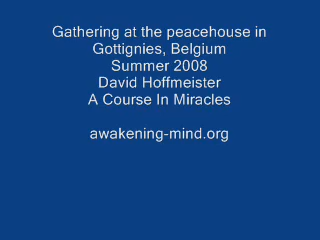 Gathering at the peacehouse in
Gottignies, Belgium
Summer 2008
David Hoffmeister
A Course In Miracles
awakening-mind.org